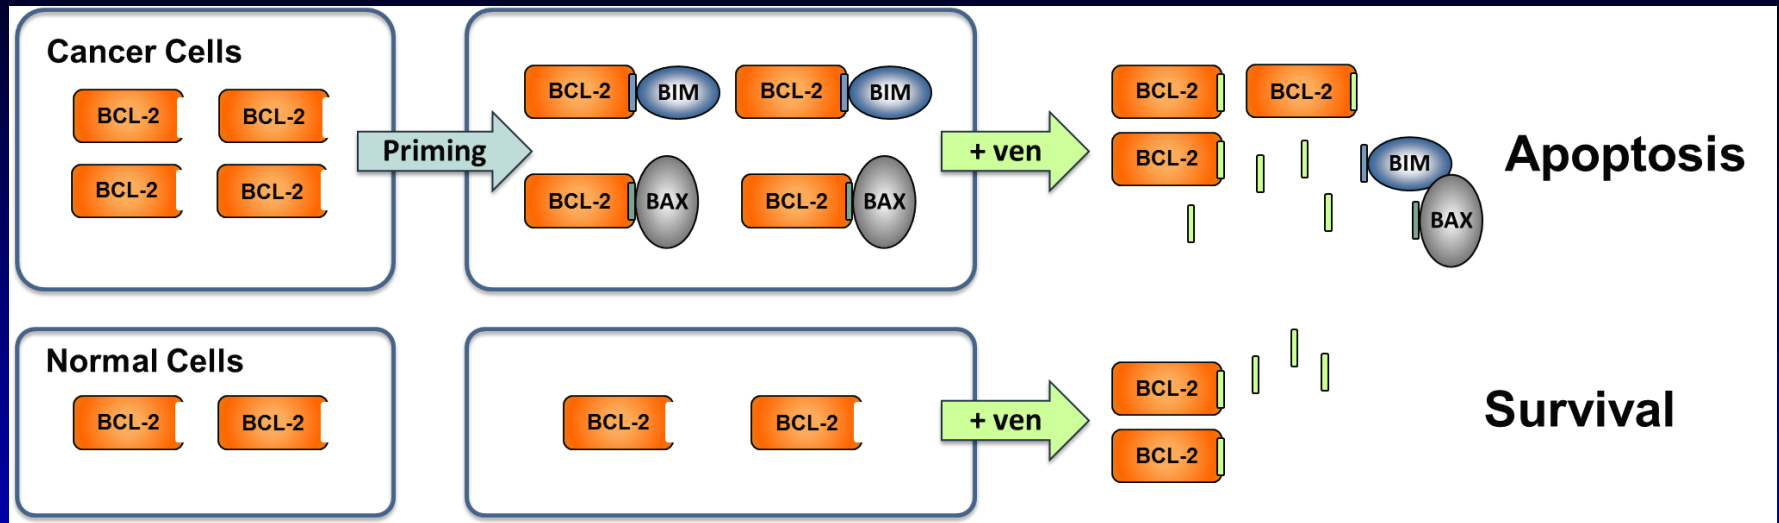 Cancer Cells
BCL-2 BCL-2
BCL-2 BCL-2
Priming
BCL-2 BIM BCL-2 BIM
BCL-2 BAX BCL-2 BAX
+ ven
BCL-2 BCL-2
BCL-2
BIM
BAX
Apoptosis
Normal Cells
BCL-2 BCL-2
BCL-2 BCL-2
+ ven
BCL-2
BCL-2
Survival